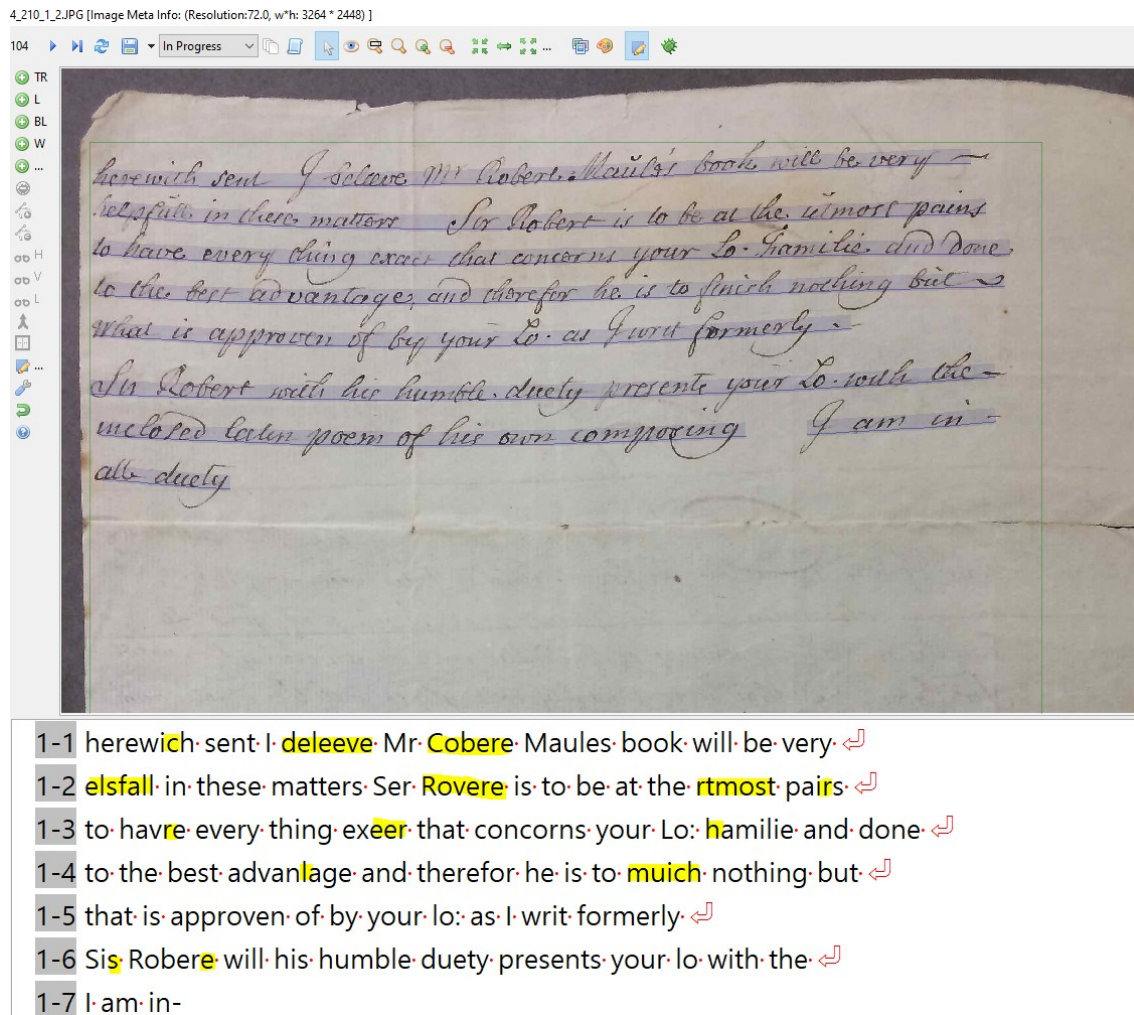 4_210_1_2.JPG [Image Meta Info: (Resolution:72.0, w*h: 3264 * 2448) ]
104 In Progress ...
TR
L
BL
W
...
H
V
L
...
herewith sent I beleeve Mr Robert Maule's book will be very —
helpfull in these matters Sir Robert is to be at the utmost pains
to have every thing exact that concerns your Lo: familie and done
to the best advantage, and therefor he is to finish nothing but ~
what is approven of by your Lo. as I writ formerly. -
Sir Robert with his humble duety presents your Lo. with the -
inclosed latin poem of his own composing I am in -
all duety
1-1 herewich sent I deleeve Mr Cobere Maules book will be very
1-2 elsfall in these matters Ser Rovere is to be at the rtmost pairs
1-3 to havre every thing exeer that concorns your Lo: hamilie and done
1-4 to the best advanlage and therefor he is to muich nothing but
1-5 that is approven of by your lo: as I writ formerly
1-6 Sis Robere will his humble duety presents your lo with the
1-7 I am in-